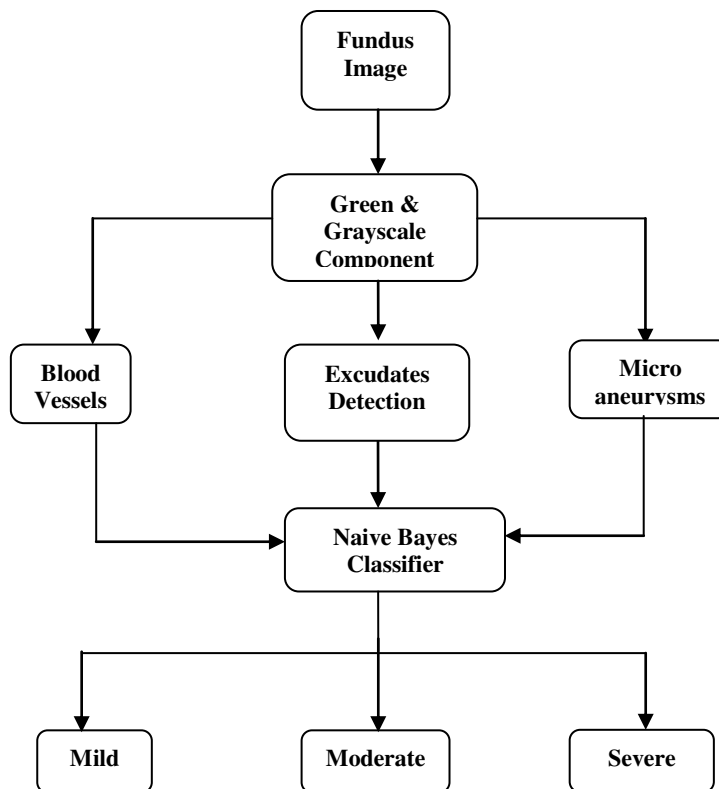 Fundus
Image
Green &
Grayscale
Component
Blood
Vessels
Excudates
Detection
Micro
aneurysms
Naive Bayes
Classifier
Mild
Moderate
Severe